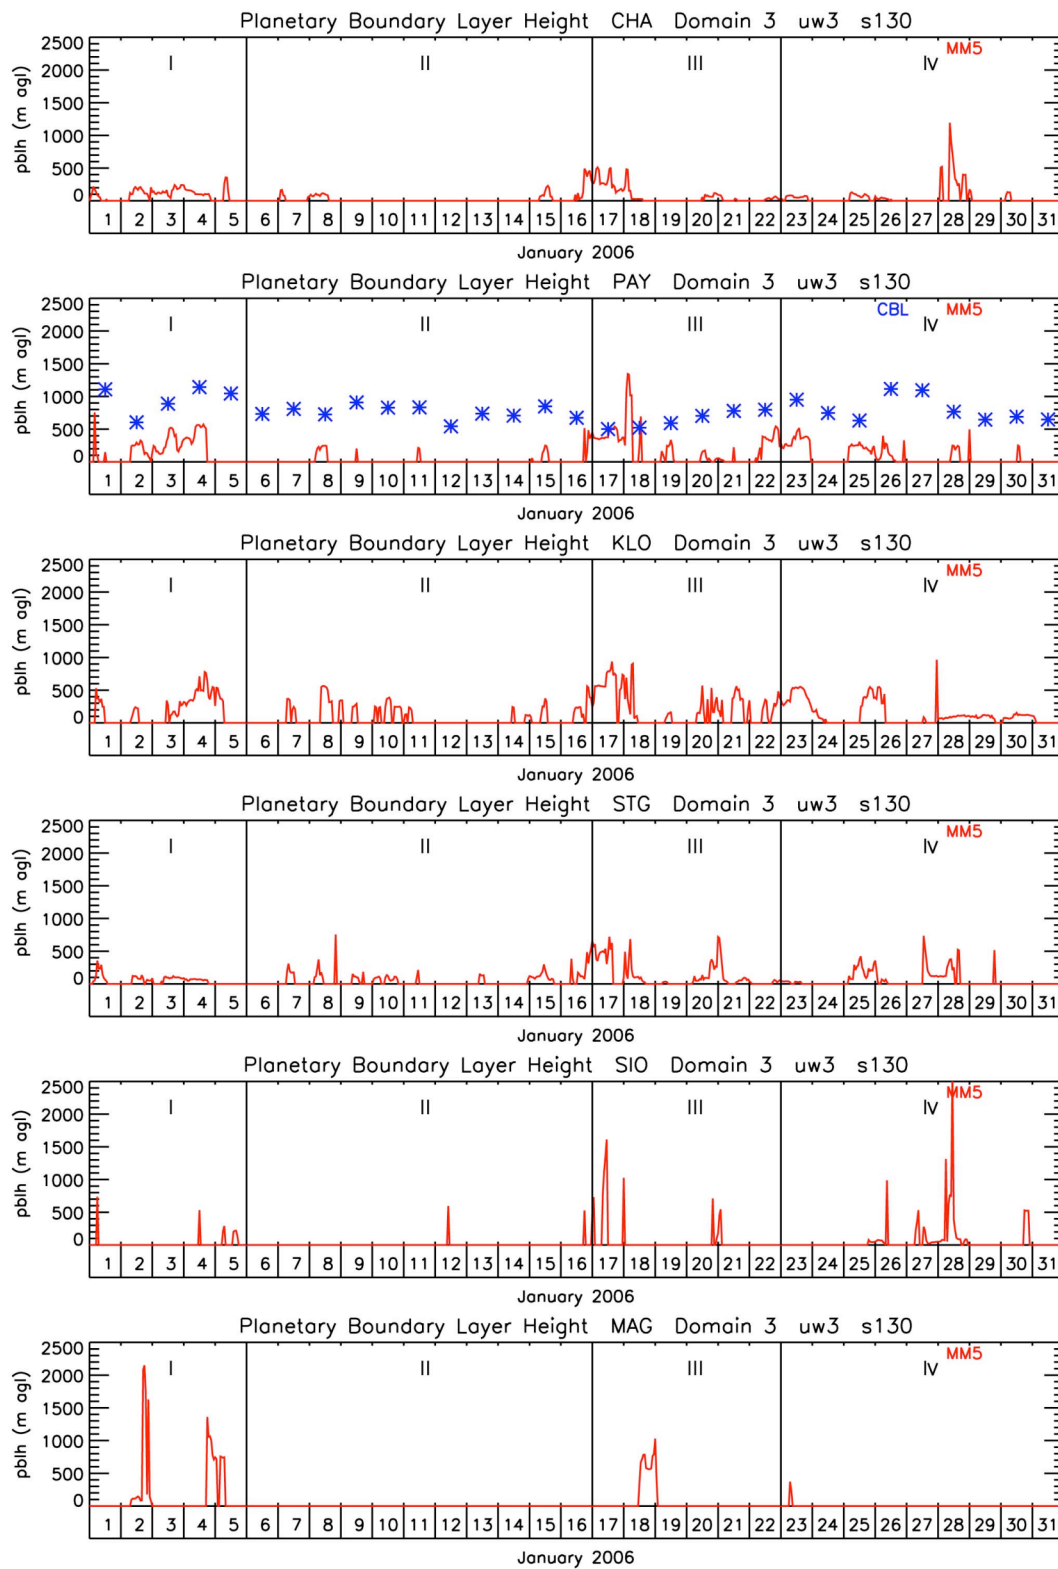 Planetary Boundary Layer Height CHA Domain 3 uw3 s130
2500 I II III IV MM5
2000
1500
1000
500
0
pblh (m agl)
1 2 3 4 5 6 7 8 9 10 11 12 13 14 15 16 17 18 19 20 21 22 23 24 25 26 27 28 29 30 31
January 2006
Planetary Boundary Layer Height PAY Domain 3 uw3 s130
2500 I II III CBL IV MM5
2000
1500
1000
500
0
pblh (m agl)
1 2 3 4 5 6 7 8 9 10 11 12 13 14 15 16 17 18 19 20 21 22 23 24 25 26 27 28 29 30 31
January 2006
Planetary Boundary Layer Height KLO Domain 3 uw3 s130
2500 I II III IV MM5
2000
1500
1000
500
0
pblh (m agl)
1 2 3 4 5 6 7 8 9 10 11 12 13 14 15 16 17 18 19 20 21 22 23 24 25 26 27 28 29 30 31
January 2006
Planetary Boundary Layer Height STG Domain 3 uw3 s130
2500 I II III IV MM5
2000
1500
1000
500
0
pblh (m agl)
1 2 3 4 5 6 7 8 9 10 11 12 13 14 15 16 17 18 19 20 21 22 23 24 25 26 27 28 29 30 31
January 2006
Planetary Boundary Layer Height SIO Domain 3 uw3 s130
2500 I II III IV MM5
2000
1500
1000
500
0
pblh (m agl)
1 2 3 4 5 6 7 8 9 10 11 12 13 14 15 16 17 18 19 20 21 22 23 24 25 26 27 28 29 30 31
January 2006
Planetary Boundary Layer Height MAG Domain 3 uw3 s130
2500 I II III IV MM5
2000
1500
1000
500
0
pblh (m agl)
1 2 3 4 5 6 7 8 9 10 11 12 13 14 15 16 17 18 19 20 21 22 23 24 25 26 27 28 29 30 31
January 2006